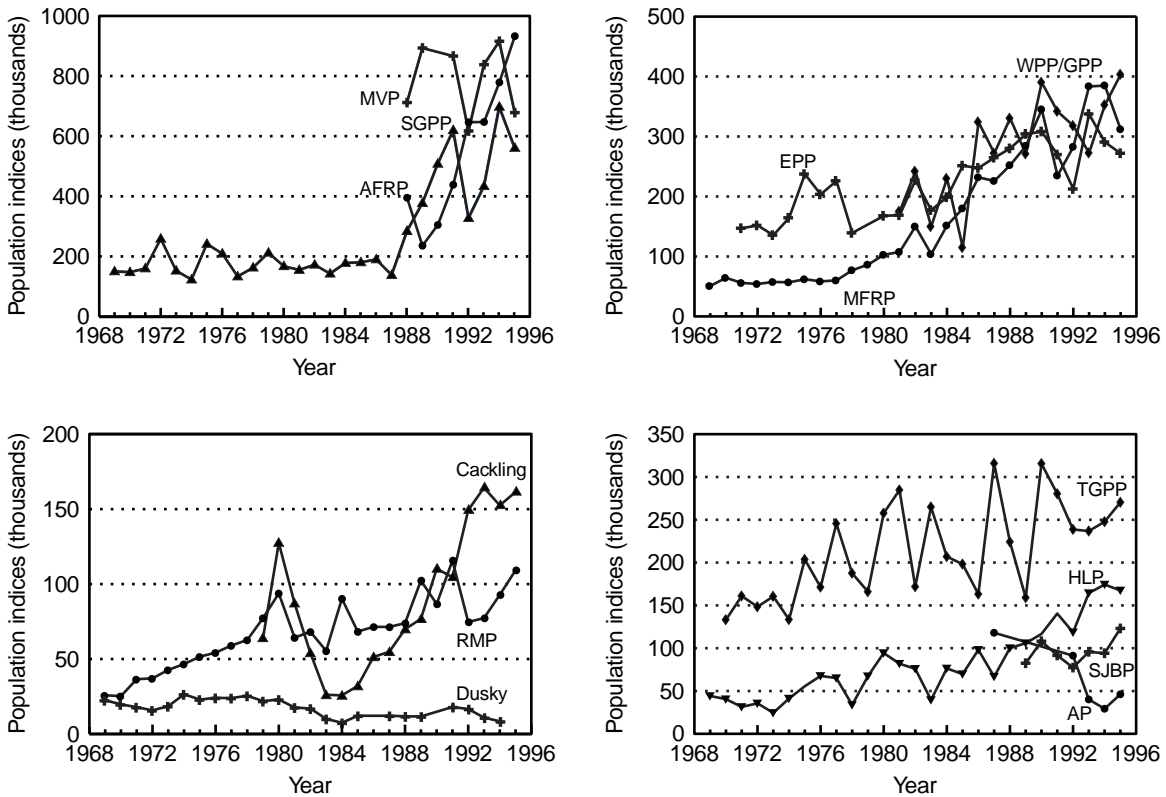 Population indices (thousands)
1000
800
600
400
200
0
MVP
SGPP
AFRP
1968 1972 1976 1980 1984 1988 1992 1996
Year
Population indices (thousands)
500
400
300
200
100
0
WPP/GPP
EPP
MFRP
1968 1972 1976 1980 1984 1988 1992 1996
Year
Population indices (thousands)
200
150
100
50
0
Cackling
RMP
Dusky
1968 1972 1976 1980 1984 1988 1992 1996
Year
Population indices (thousands)
350
300
250
200
150
100
50
0
TGPP
HLP
SJBP
AP
1968 1972 1976 1980 1984 1988 1992 1996
Year